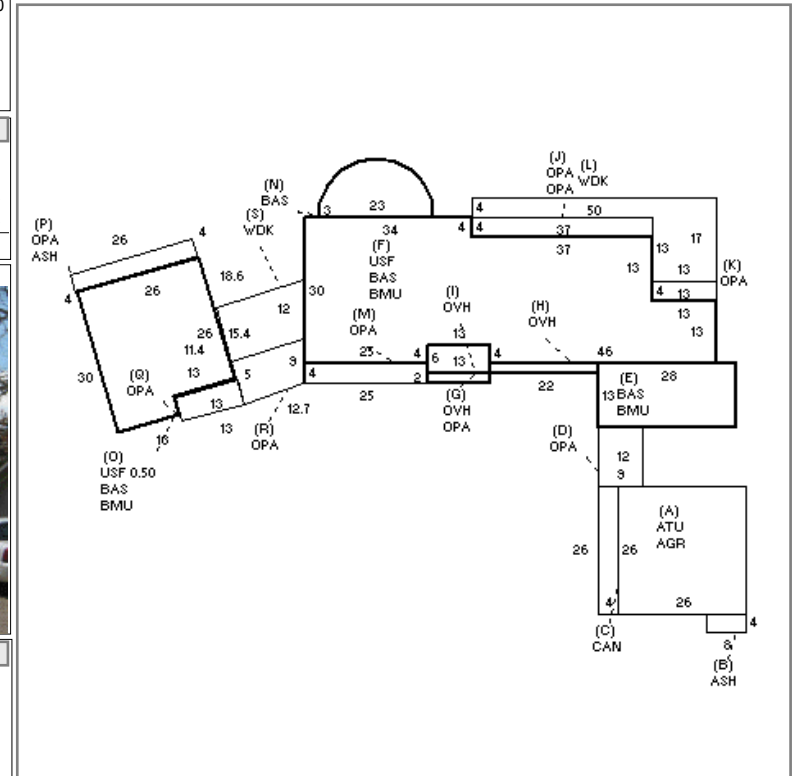 (J)
OPA
OPA
(L)
WDK
(N)
BAS
(S)
WDK
(P)
OPA
ASH
26
4
3
23
4
50
34
4
4
37
37
17
13
13
13
(K)
OPA
4
13
13
13
(F)
USF
BAS
BMU
18.6
4
26
12
30
(M)
OPA
(I)
OVH
(H)
OVH
13
26
15.4
11.4
9
23
4
6
13
4
46
30
(Q)
OPA
13
5
4
25
2
22
(E)
BAS
BMU
28
13
13
13
16
12.7
(R)
OPA
(G)
OVH
OPA
(D)
OPA
12
9
(O)
USF 0.50
BAS
BMU
(A)
ATU
AGR
26
26
4
26
4
(C)
CAN
8
(B)
ASH